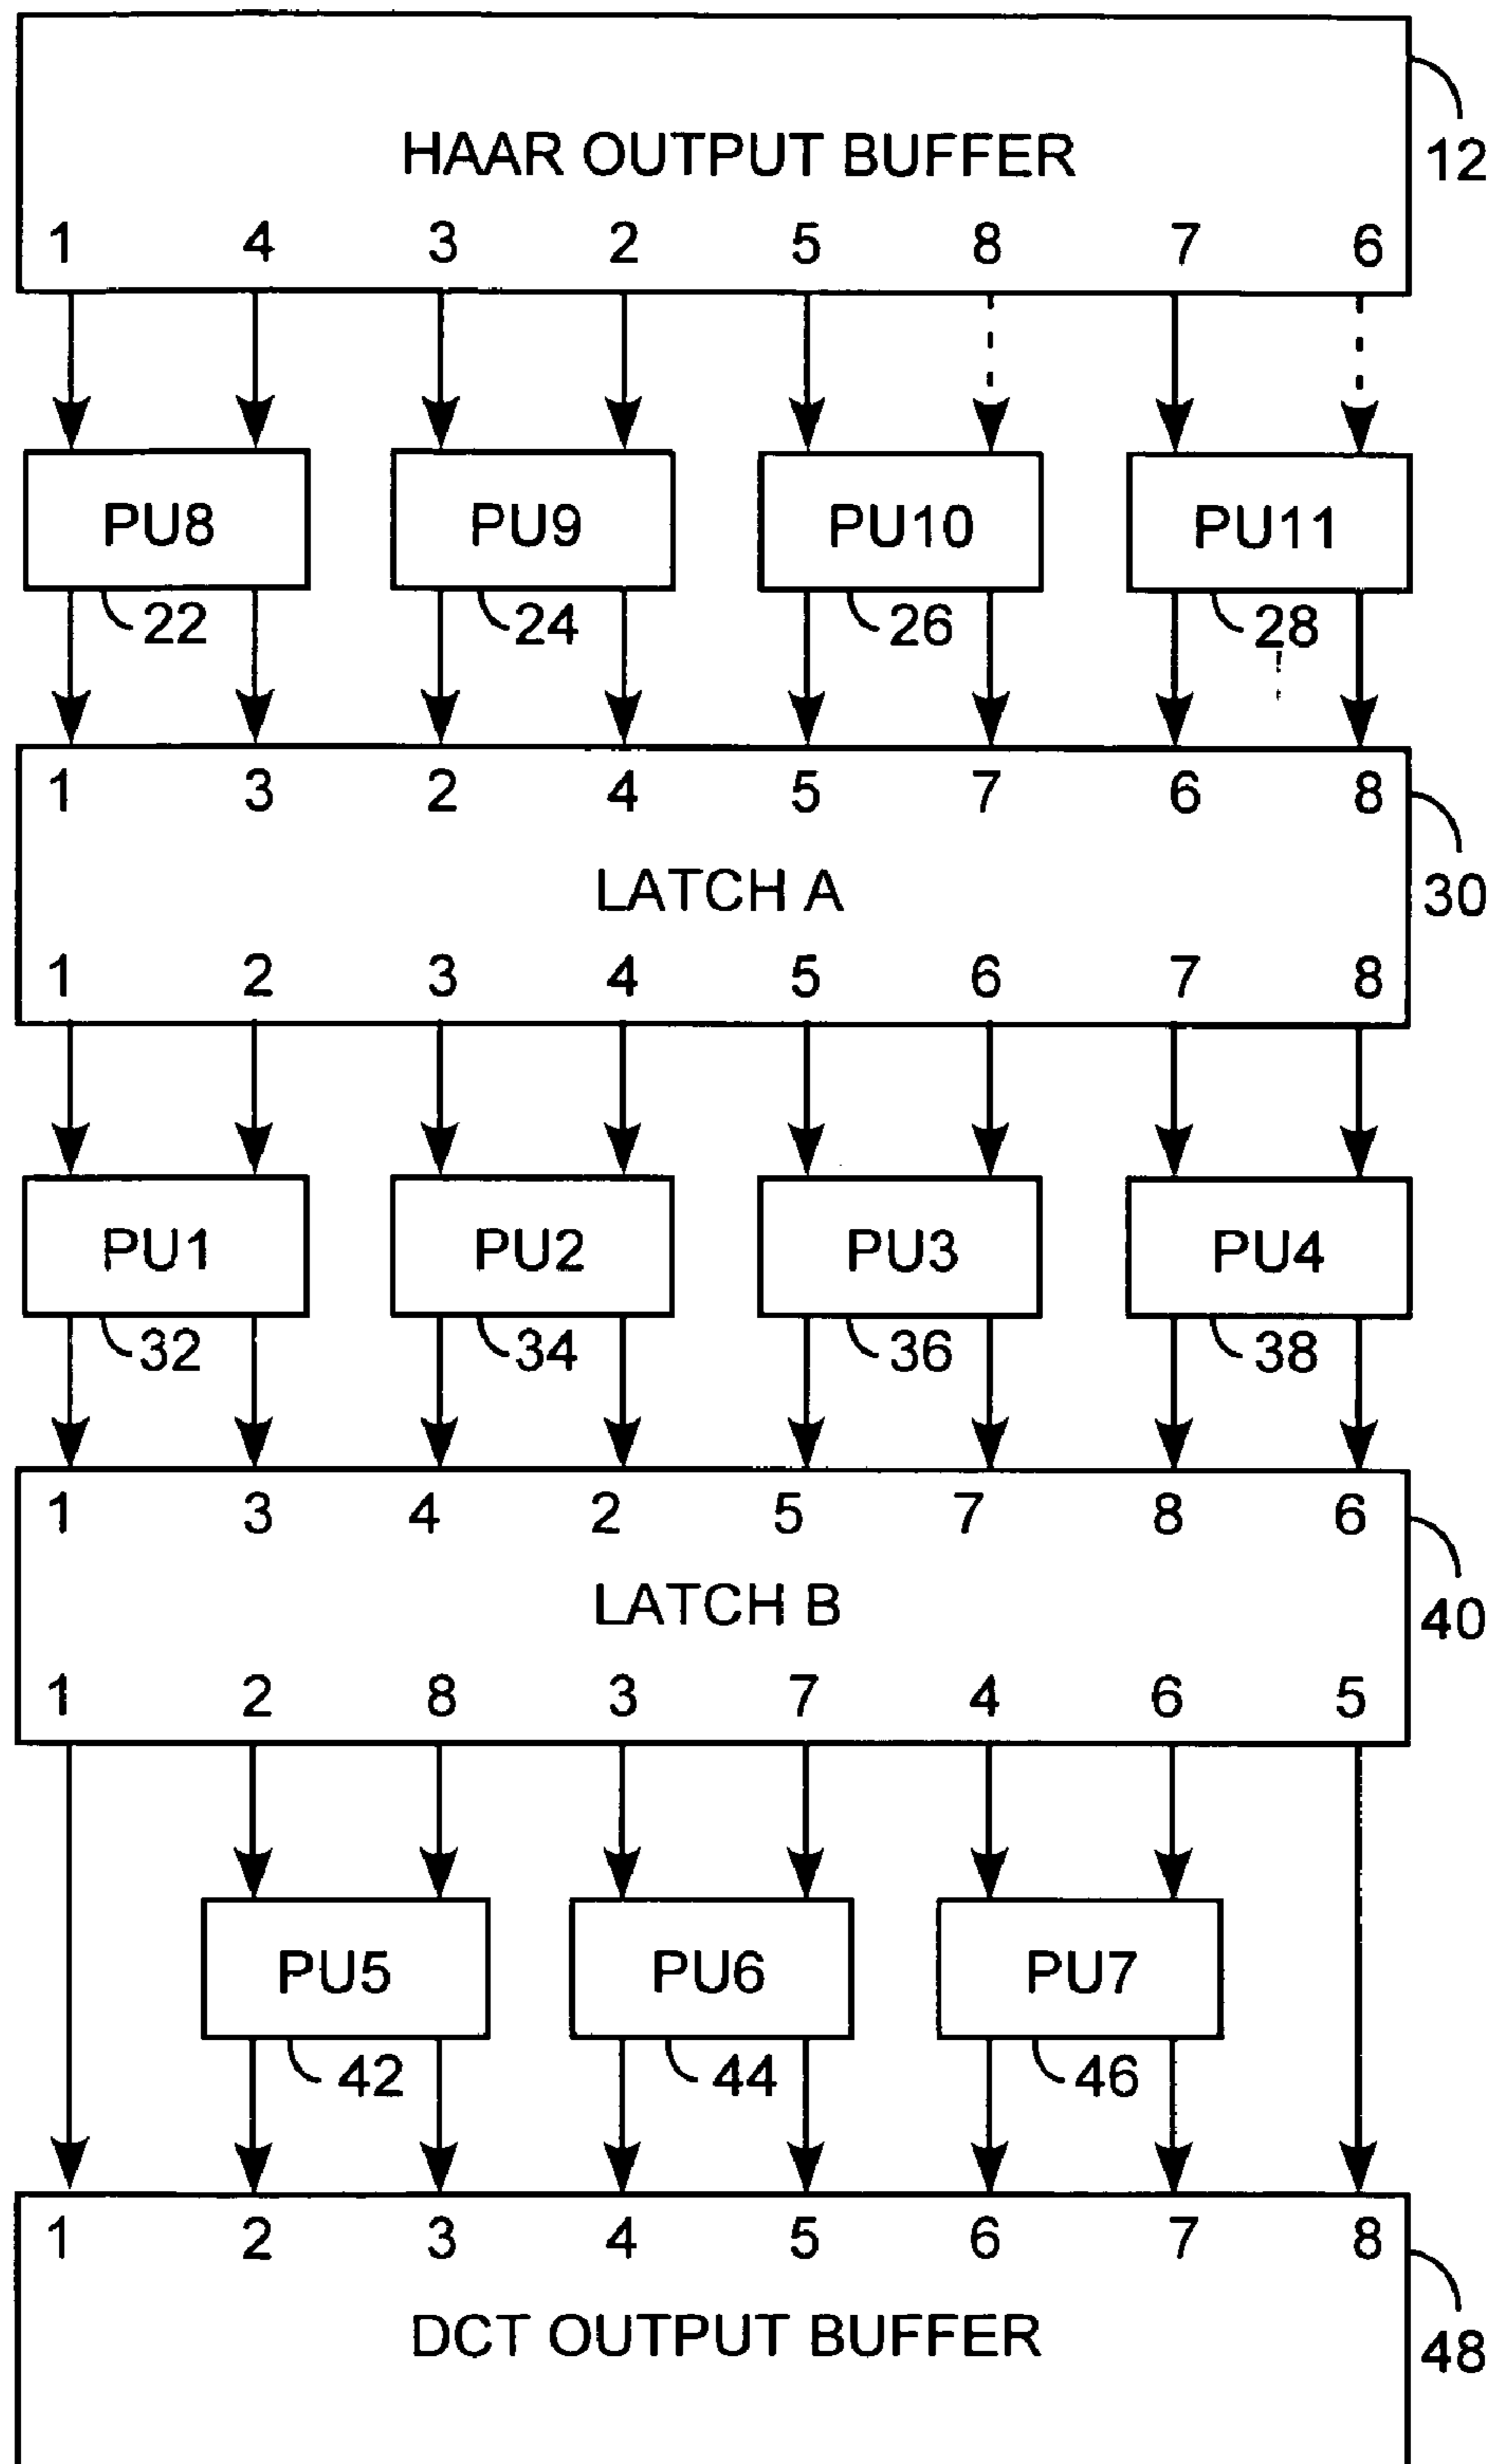 HAAR OUTPUT BUFFER
12
1 4 3 2 5 8 7 6
PU8 PU9 PU10 PU11
22 24 26 28
1 3 2 4 5 7 6 8
LATCH A
30
1 2 3 4 5 6 7 8
PU1 PU2 PU3 PU4
32 34 36 38
1 3 4 2 5 7 8 6
LATCH B
40
1 2 8 3 7 4 6 5
PU5 PU6 PU7
42 44 46
1 2 3 4 5 6 7 8
DCT OUTPUT BUFFER
48